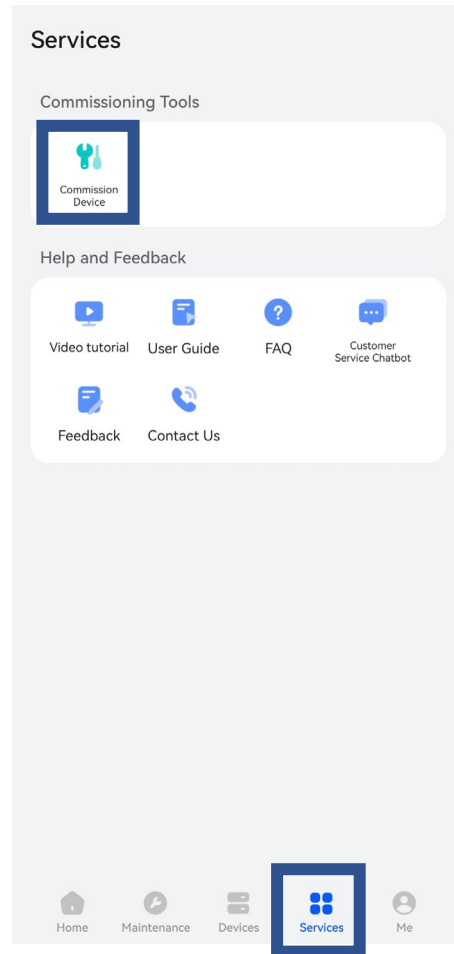 Services
Commissioning Tools
Commission
Device
Help and Feedback
Video tutorial
User Guide
FAQ
Customer
Service Chatbot
Feedback
Contact Us
Home
Maintenance
Devices
Services
Me